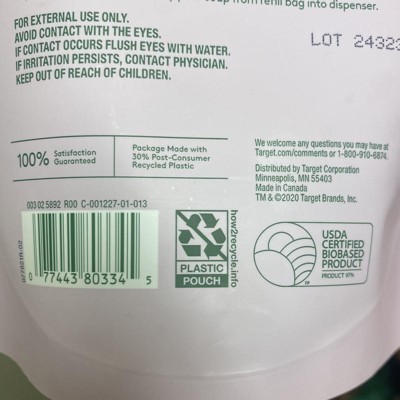 soap from refill bag into dispenser.
FOR EXTERNAL USE ONLY.
AVOID CONTACT WITH THE EYES.
IF CONTACT OCCURS FLUSH EYES WITH WATER.
IF IRRITATION PERSISTS, CONTACT PHYSICIAN.
KEEP OUT OF REACH OF CHILDREN.
LOT 24323
100% Satisfaction
Guaranteed
Package Made with
30% Post-Consumer
Recycled Plastic
We welcome any questions you may have at
Target.com/comments or 1-800-910-6874.
Distributed by Target Corporation
Minneapolis, MN 55403
Made in Canada
TM & ©2020 Target Brands, Inc.
003 02 5892 R00 C-001227-01-013
0 77443 80334 5
PLASTIC
POUCH
how2recycle.info
USDA
CERTIFIED
BIOBASED
PRODUCT
PRODUCT 97%